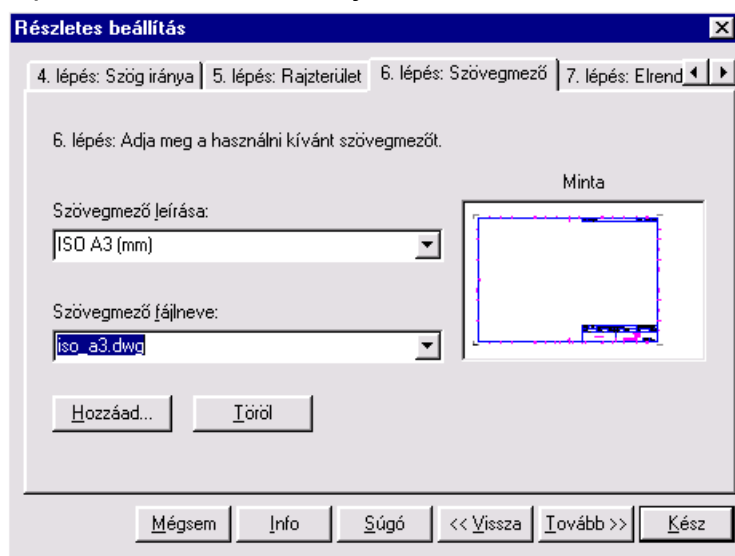 Részletes beállítás
4. lépés: Szög iránya 5. lépés: Rajzterület 6. lépés: Szövegmező 7. lépés: Elrend
6. lépés: Adja meg a használni kívánt szövegmezőt.
Minta
Szövegmező leírása:
ISO A3 (mm)
Szövegmező fájlneve:
iso_a3.dwg
Hozzáad... Töröl
Mégsem Info Súgó << Vissza Tovább >> Kész